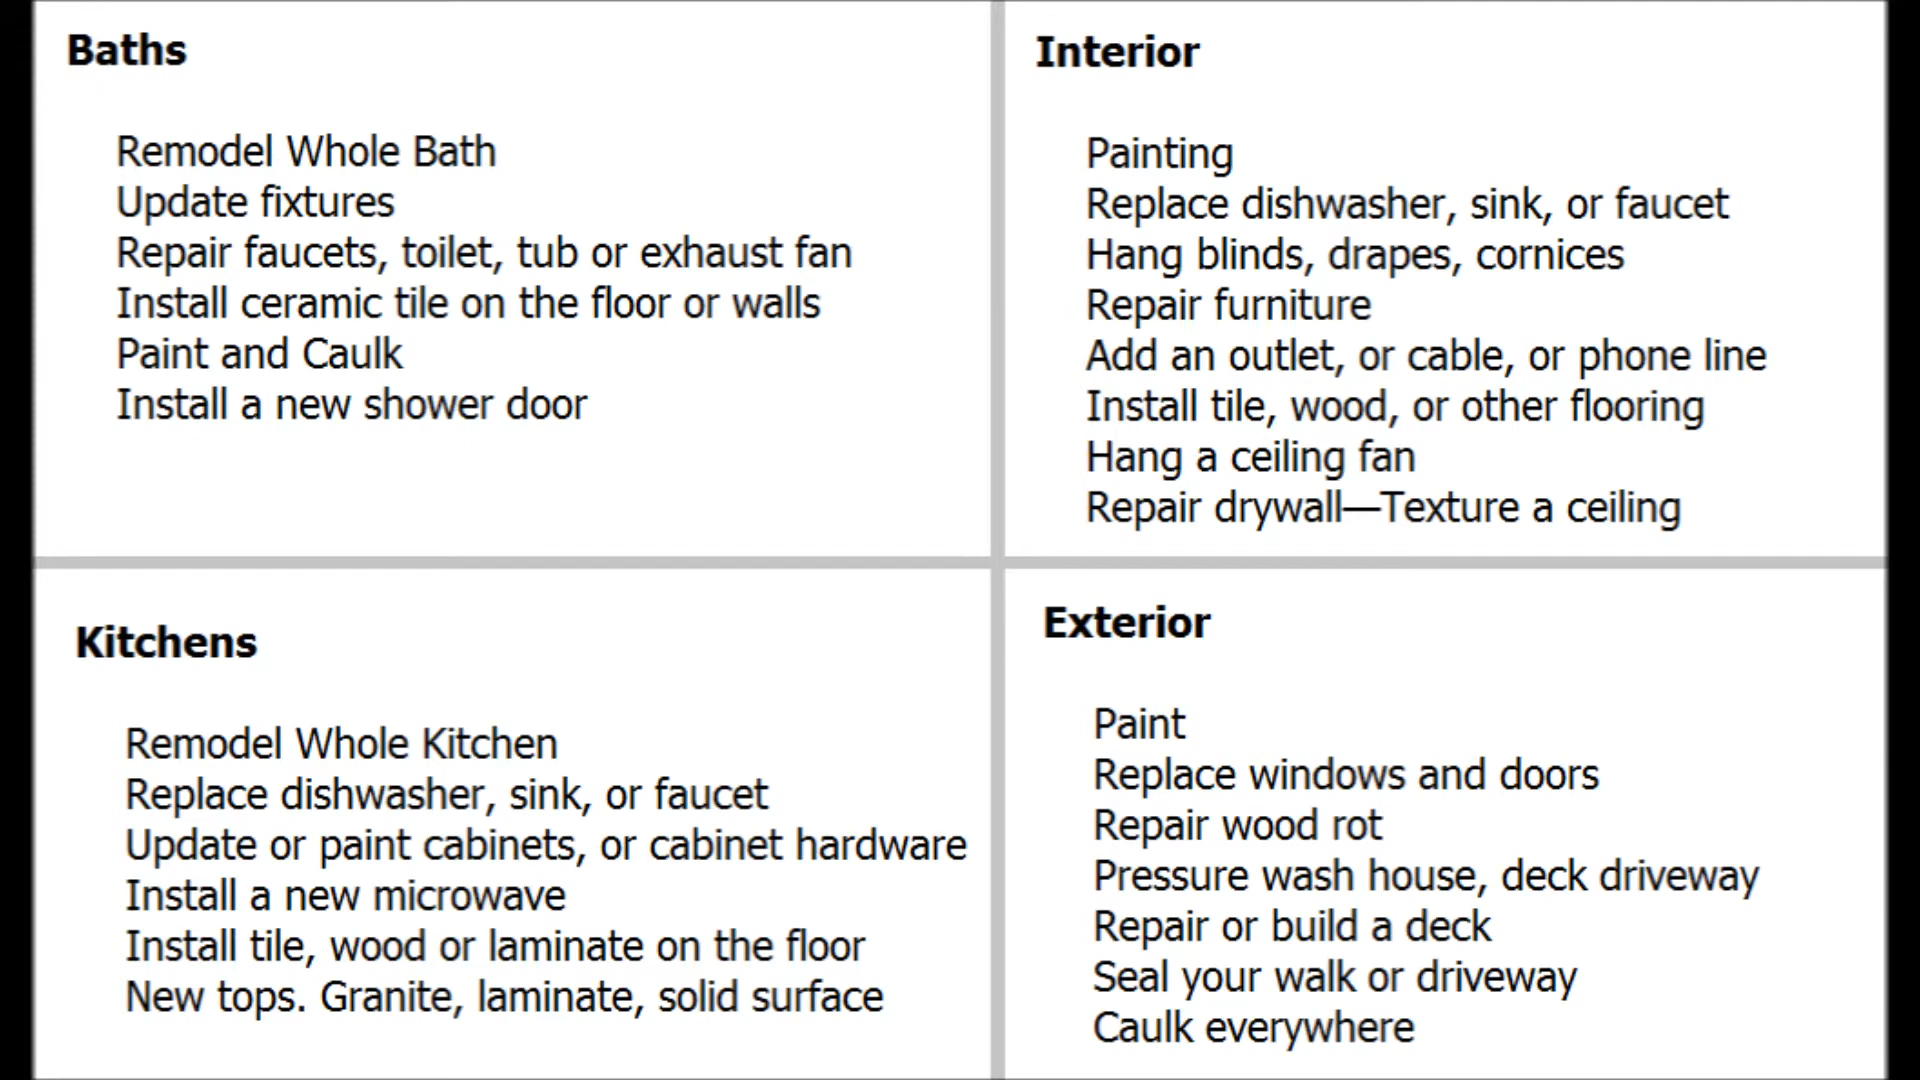 Baths
Remodel Whole Bath
Update fixtures
Repair faucets, toilet, tub or exhaust fan
Install ceramic tile on the floor or walls
Paint and Caulk
Install a new shower door
Interior
Painting
Replace dishwasher, sink, or faucet
Hang blinds, drapes, cornices
Repair furniture
Add an outlet, or cable, or phone line
Install tile, wood, or other flooring
Hang a ceiling fan
Repair drywall—Texture a ceiling
Kitchens
Remodel Whole Kitchen
Replace dishwasher, sink, or faucet
Update or paint cabinets, or cabinet hardware
Install a new microwave
Install tile, wood or laminate on the floor
New tops. Granite, laminate, solid surface
Exterior
Paint
Replace windows and doors
Repair wood rot
Pressure wash house, deck driveway
Repair or build a deck
Seal your walk or driveway
Caulk everywhere